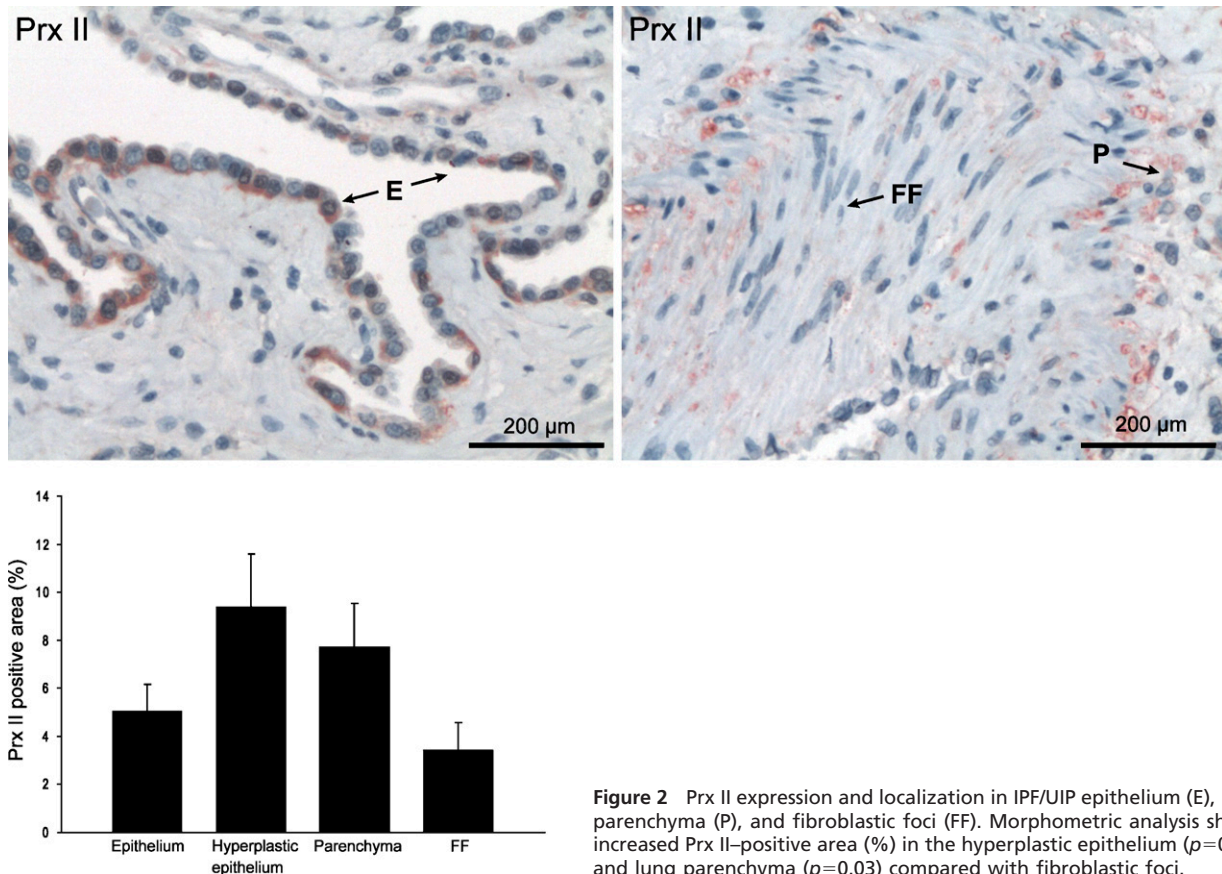 Prx II
E
200 µm
Prx II
FF
P
200 µm
Prx II positive area (%)
14
12
10
8
6
4
2
0
Epithelium
Hyperplastic
epithelium
Parenchyma
FF
Figure 2 Prx II expression and localization in IPF/UIP epithelium (E),
parenchyma (P), and fibroblastic foci (FF). Morphometric analysis
increased Prx II–positive area (%) in the hyperplastic epithelium
and lung parenchyma (p=0.03) compared with fibroblastic foci.